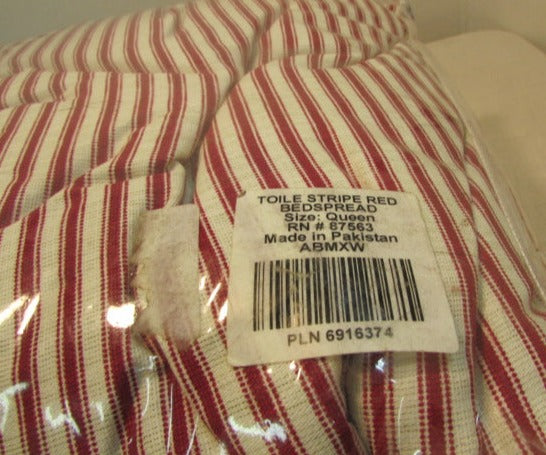 TOILE STRIPE RED
BEDSPREAD
Size: Queen
RN # 87563
Made in Pakistan
ABMXW
PLN 6916374